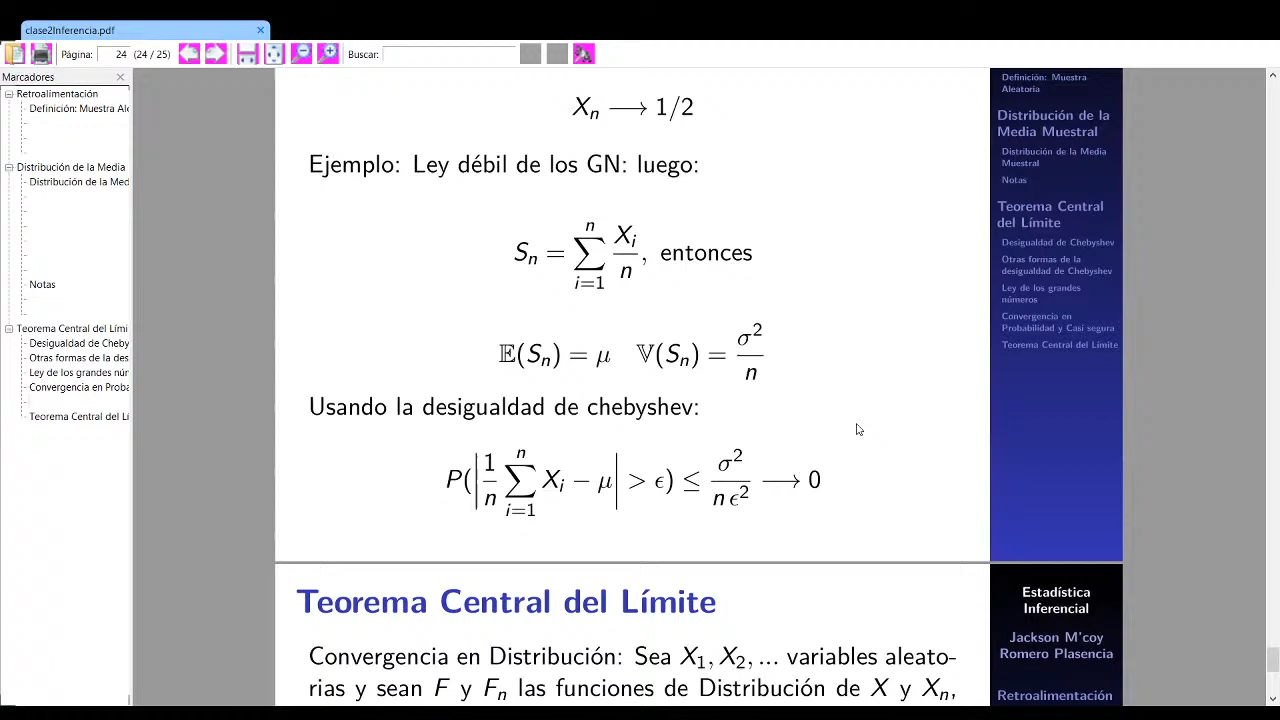 clase2Inferencia.pdf
Página: 24 (24 / 25) Buscar:
Marcadores
Retroalimentación
Definición: Muestra Ale
Distribución de la Media
Distribución de la Med
Notas
Teorema Central del Lími
Desigualdad de Cheby
Otras formas de la des
Ley de los grandes nú
Convergencia en Proba
Teorema Central del Lí
Xₙ ⟶ 1/2
Ejemplo: Ley débil de los GN: luego:
Sₙ = ∑ᵢ₌₁ⁿ Xᵢ/n, entonces
𝔼(Sₙ) = μ 𝕍(Sₙ) = σ²/n
Usando la desigualdad de chebyshev:
P(|1/n ∑ᵢ₌₁ⁿ Xᵢ − μ| > ϵ) ≤ σ²/(n ϵ²) ⟶ 0
Definición: Muestra
Aleatoria
Distribución de la
Media Muestral
Distribución de la Media
Muestral
Notas
Teorema Central
del Límite
Desigualdad de Chebyshev
Otras formas de la
desigualdad de Chebyshev
Ley de los grandes
números
Convergencia en
Probabilidad y Casi segura
Teorema Central del Límite
Teorema Central del Límite
Convergencia en Distribución: Sea X₁, X₂, ... variables aleato-
rias y sean F y Fₙ las funciones de Distribución de X y Xₙ,
Estadística
Inferencial
Jackson M'coy
Romero Plasencia
Retroalimentación